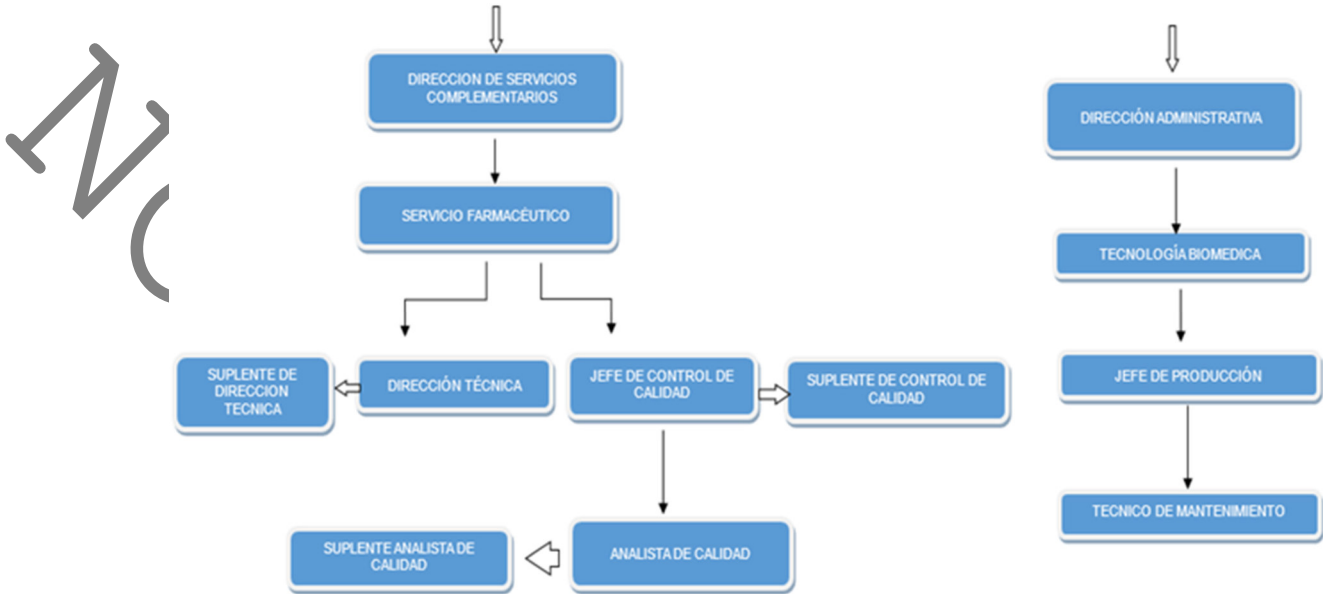 DIRECCION DE SERVICIOS
COMPLEMENTARIOS
DIRECCIÓN ADMINISTRATIVA
SERVICIO FARMACÉUTICO
TECNOLOGÍA BIOMEDICA
SUPLENTE DE
DIRECCION
TECNICA
DIRECCIÓN TÉCNICA
JEFE DE CONTROL DE
CALIDAD
SUPLENTE DE CONTROL DE
CALIDAD
JEFE DE PRODUCCIÓN
TECNICO DE MANTENIMIENTO
SUPLENTE ANALISTA DE
CALIDAD
ANALISTA DE CALIDAD